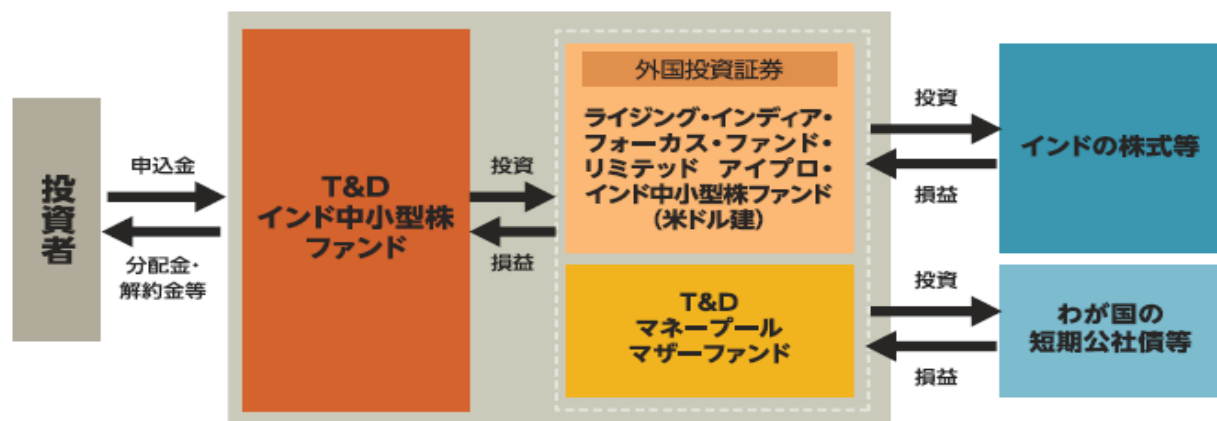 投資者
申込金
分配金・
解約金等
T&D
インド中小型株
ファンド
投資
損益
外国投資証券
ライジング・インディア・
フォーカス・ファンド・
リミテッド アイプロ・
インド中小型株ファンド
（米ドル建）
T&D
マネープール
マザーファンド
投資
損益
インドの株式等
投資
損益
わが国の
短期公社債等